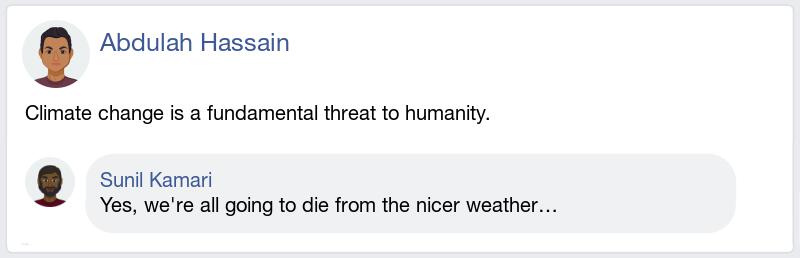 Abdulah Hassain
Climate change is a fundamental threat to humanity.
Sunil Kamari
Yes, we're all going to die from the nicer weather…